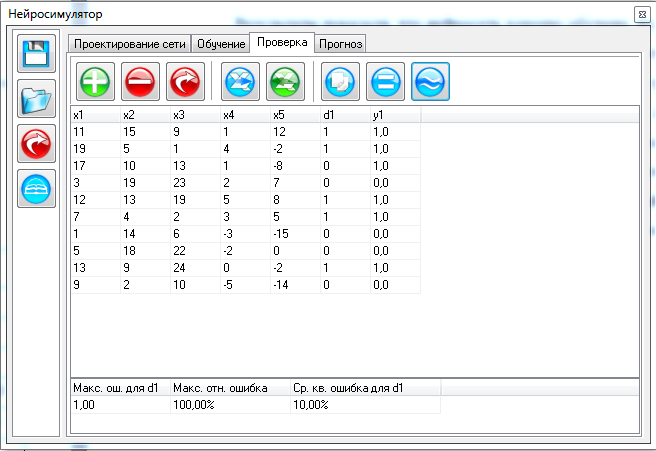 Нейросимулятор
Проектирование сети Обучение Проверка Прогноз
x1 x2 x3 x4 x5 d1 y1
11 15 9 1 12 1 1,0
19 5 1 4 -2 1 1,0
17 10 13 1 -8 0 1,0
3 19 23 2 7 0 0,0
12 13 19 5 8 1 1,0
7 4 2 3 5 1 1,0
1 14 6 -3 -15 0 0,0
5 18 22 -2 0 0 0,0
13 9 24 0 -2 1 1,0
9 2 10 -5 -14 0 0,0
Макс. ош. для d1 Макс. отн. ошибка Ср. кв. ошибка для d1
1,00 100,00% 10,00%